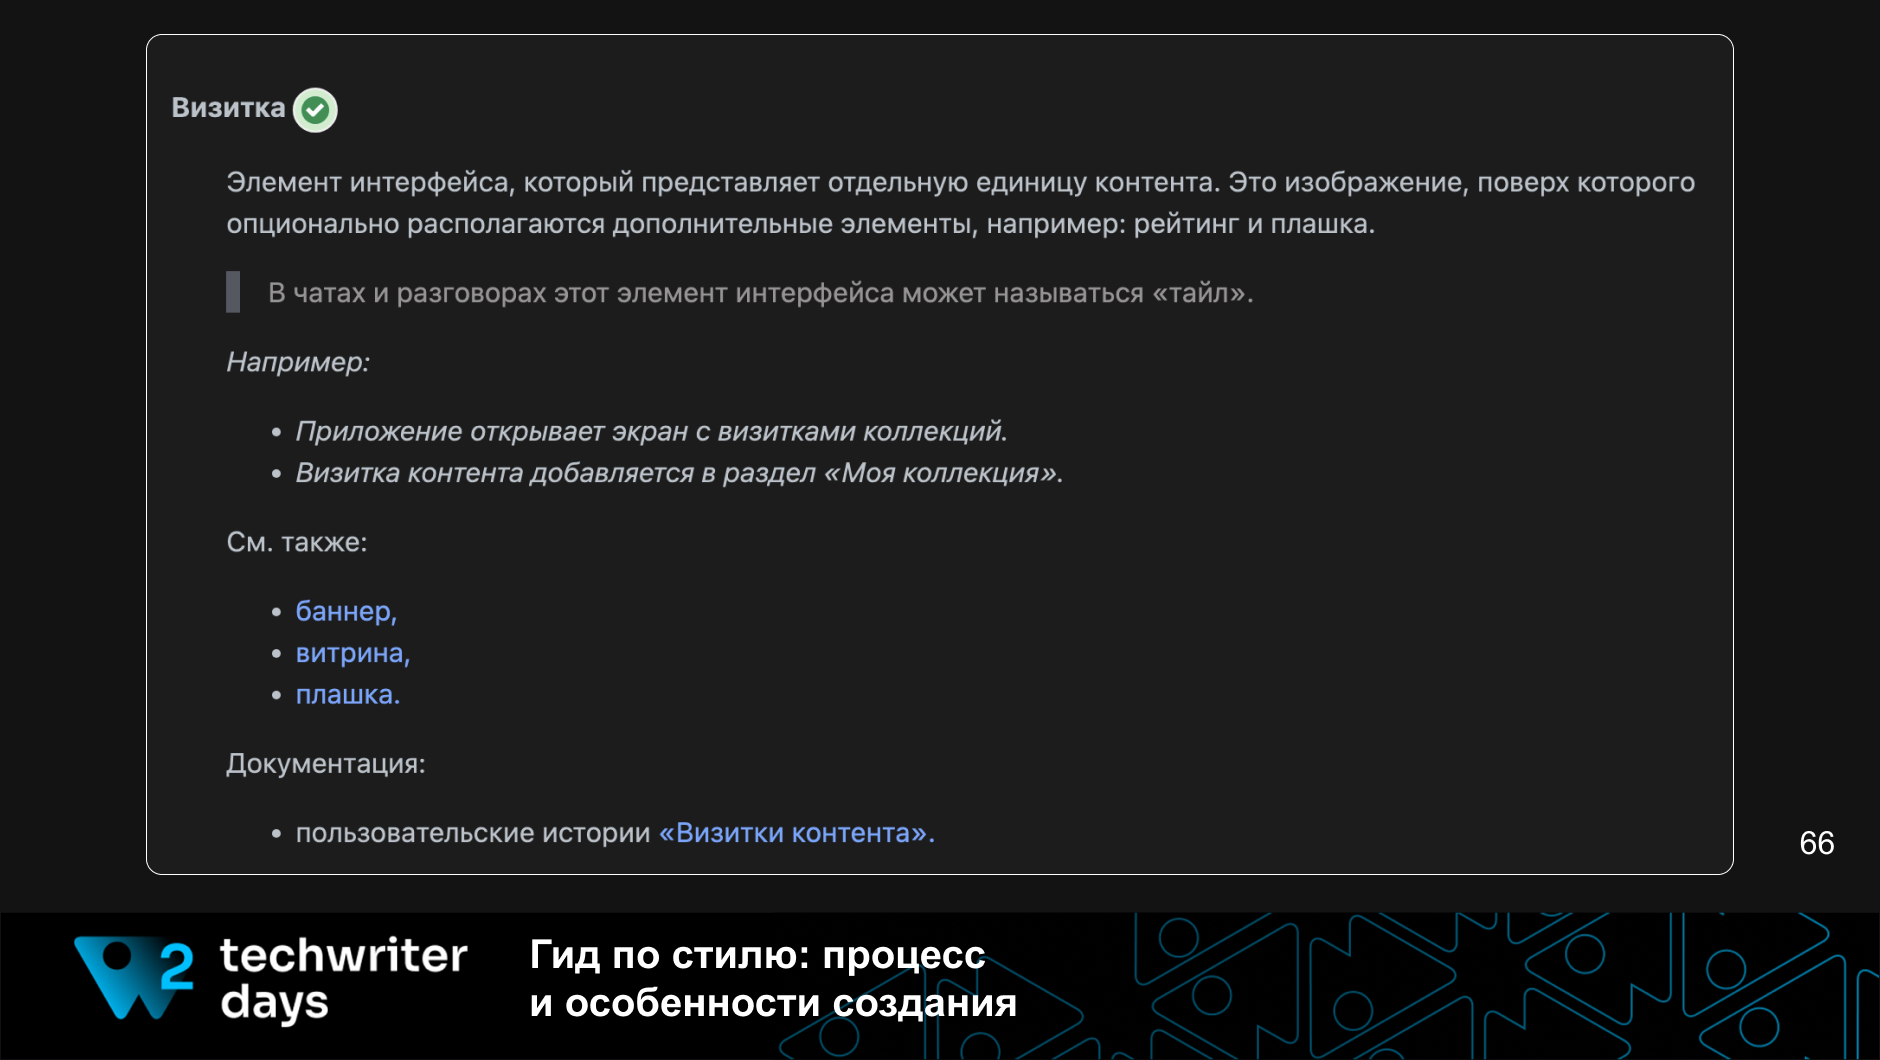 Визитка
Элемент интерфейса, который представляет отдельную единицу контента. Это изображение, поверх которого
опционально располагаются дополнительные элементы, например: рейтинг и плашка.
В чатах и разговорах этот элемент интерфейса может называться «тайл».
Например:
• Приложение открывает экран с визитками коллекций.
• Визитка контента добавляется в раздел «Моя коллекция».
См. также:
• баннер,
• витрина,
• плашка.
Документация:
• пользовательские истории «Визитки контента».
66
2
techwriter
days
Гид по стилю: процесс
и особенности создания